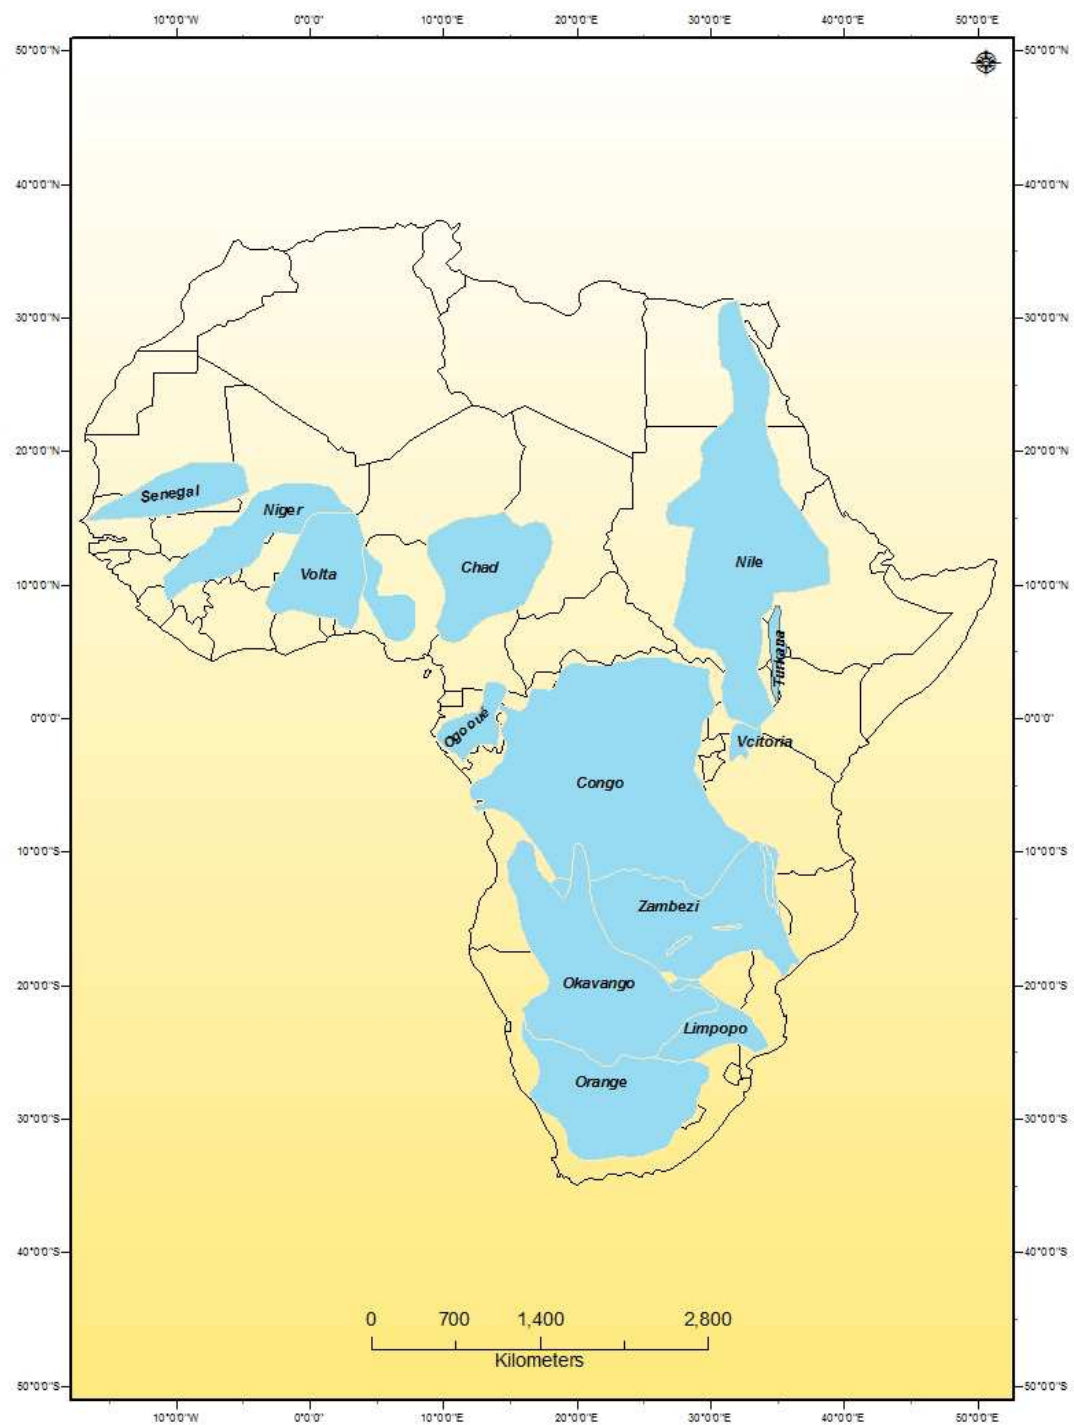 10°0'0"W 0°0'0" 10°0'0"E 20°0'0"E 30°0'0"E 40°0'0"E 50°0'0"E
50°0'0"N 50°0'0"N
40°0'0"N 40°0'0"N
30°0'0"N 30°0'0"N
20°0'0"N 20°0'0"N
Senegal
Niger
Volta
Chad
Nile
10°0'0"N 10°0'0"N
Turkana
0°0'0" 0°0'0"
Ogooué
Vcitoria
Congo
10°0'0"S 10°0'0"S
Zambezi
Okavango
20°0'0"S 20°0'0"S
Limpopo
Orange
30°0'0"S 30°0'0"S
40°0'0"S 40°0'0"S
0 700 1,400 2,800
Kilometers
50°0'0"S 50°0'0"S
10°0'0"W 0°0'0" 10°0'0"E 20°0'0"E 30°0'0"E 40°0'0"E 50°0'0"E